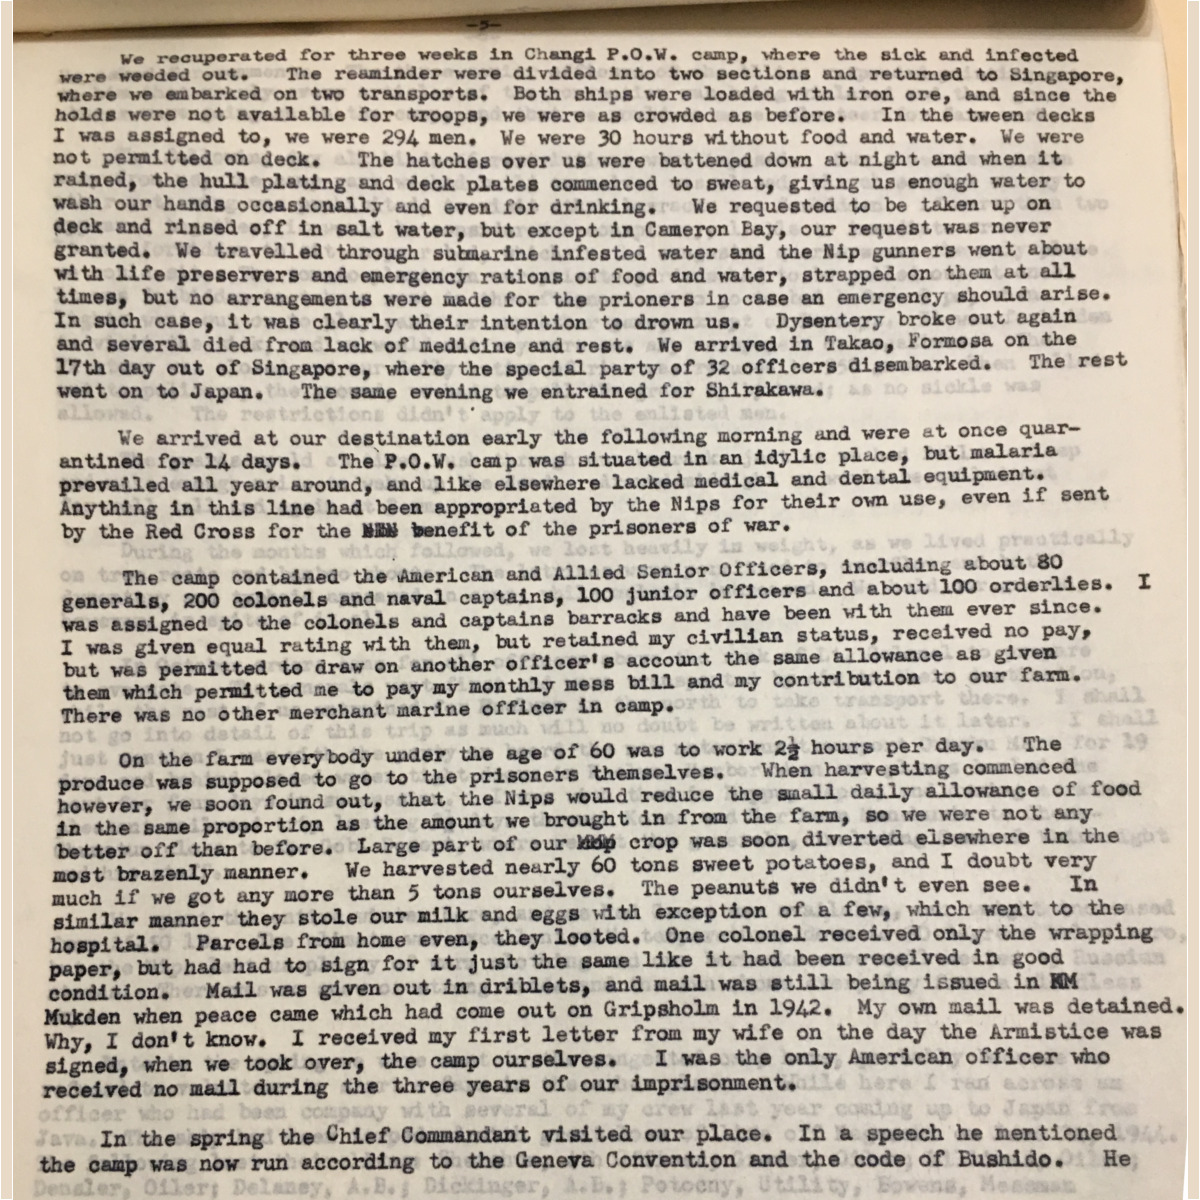 -5-
We recuperated for three weeks in Changi P.O.W. camp, where the sick and infected
were weeded out. The reaminder were divided into two sections and returned to Singapore,
where we embarked on two transports. Both ships were loaded with iron ore, and since the
holds were not available for troops, we were as crowded as before. In the tween decks
I was assigned to, we were 294 men. We were 30 hours without food and water. We were
not permitted on deck. The hatches over us were battened down at night and when it
rained, the hull plating and deck plates commenced to sweat, giving us enough water to
wash our hands occasionally and even for drinking. We requested to be taken up on
deck and rinsed off in salt water, but except in Cameron Bay, our request was never
granted. We travelled through submarine infested water and the Nip gunners went about
with life preservers and emergency rations of food and water, strapped on them at all
times, but no arrangements were made for the prioners in case an emergency should arise.
In such case, it was clearly their intention to drown us. Dysentery broke out again
and several died from lack of medicine and rest. We arrived in Takao, Formosa on the
17th day out of Singapore, where the special party of 32 officers disembarked. The rest
went on to Japan. The same evening we entrained for Shirakawa.
We arrived at our destination early the following morning and were at once quar-
antined for 14 days. The P.O.W. camp was situated in an idylic place, but malaria
prevailed all year around, and like elsewhere lacked medical and dental equipment.
Anything in this line had been appropriated by the Nips for their own use, even if sent
by the Red Cross for the benefit of the prisoners of war.
The camp contained the American and Allied Senior Officers, including about 80
generals, 200 colonels and naval captains, 100 junior officers and about 100 orderlies. I
was assigned to the colonels and captains barracks and have been with them ever since.
I was given equal rating with them, but retained my civilian status, received no pay,
but was permitted to draw on another officer's account the same allowance as given
them which permitted me to pay my monthly mess bill and my contribution to our farm.
There was no other merchant marine officer in camp.
On the farm everybody under the age of 60 was to work 2½ hours per day. The
produce was supposed to go to the prisoners themselves. When harvesting commenced
however, we soon found out, that the Nips would reduce the small daily allowance of food
in the same proportion as the amount we brought in from the farm, so we were not any
better off than before. Large part of our crop was soon diverted elsewhere in the
most brazenly manner. We harvested nearly 60 tons sweet potatoes, and I doubt very
much if we got any more than 5 tons ourselves. The peanuts we didn't even see. In
similar manner they stole our milk and eggs with exception of a few, which went to the
hospital. Parcels from home even, they looted. One colonel received only the wrapping
paper, but had had to sign for it just the same like it had been received in good
condition. Mail was given out in driblets, and mail was still being issued in
Mukden when peace came which had come out on Gripsholm in 1942. My own mail was detained.
Why, I don't know. I received my first letter from my wife on the day the Armistice was
signed, when we took over, the camp ourselves. I was the only American officer who
received no mail during the three years of our imprisonment.
In the spring the Chief Commandant visited our place. In a speech he mentioned
the camp was now run according to the Geneva Convention and the code of Bushido. He